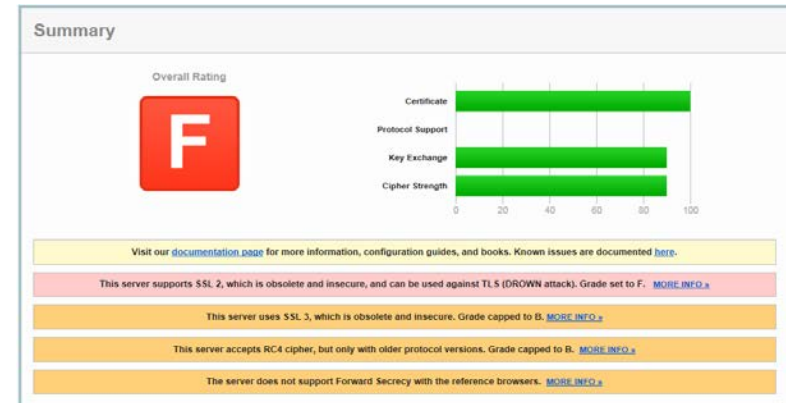 Summary
Overall Rating
F
Certificate
Protocol Support
Key Exchange
Cipher Strength
0 20 40 60 80 100
Visit our documentation page for more information, configuration guides, and books. Known issues are documented here.
This server supports SSL 2, which is obsolete and insecure, and can be used against TLS (DROWN attack). Grade set to F. MORE INFO »
This server uses SSL 3, which is obsolete and insecure. Grade capped to B. MORE INFO »
This server accepts RC4 cipher, but only with older protocol versions. Grade capped to B. MORE INFO »
The server does not support Forward Secrecy with the reference browsers. MORE INFO »